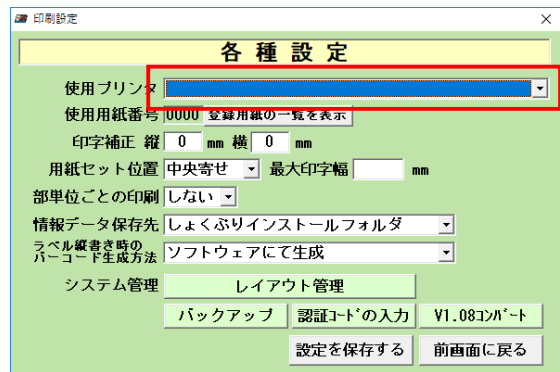 印刷設定
各種設定
使用プリンタ
使用用紙番号 0000 登録用紙の一覧を表示
印字補正 縦 0 mm 横 0 mm
用紙セット位置 中央寄せ 最大印字幅 mm
部単位ごとの印刷 しない
情報データ保存先 しょくぷりインストールフォルダ
ラベル縦書き時の
バーコード生成方法 ソフトウェアにて生成
システム管理 レイアウト管理
バックアップ 認証ｺｰﾄﾞの入力 V1.08ｺﾝﾊﾞｰﾄ
設定を保存する 前画面に戻る